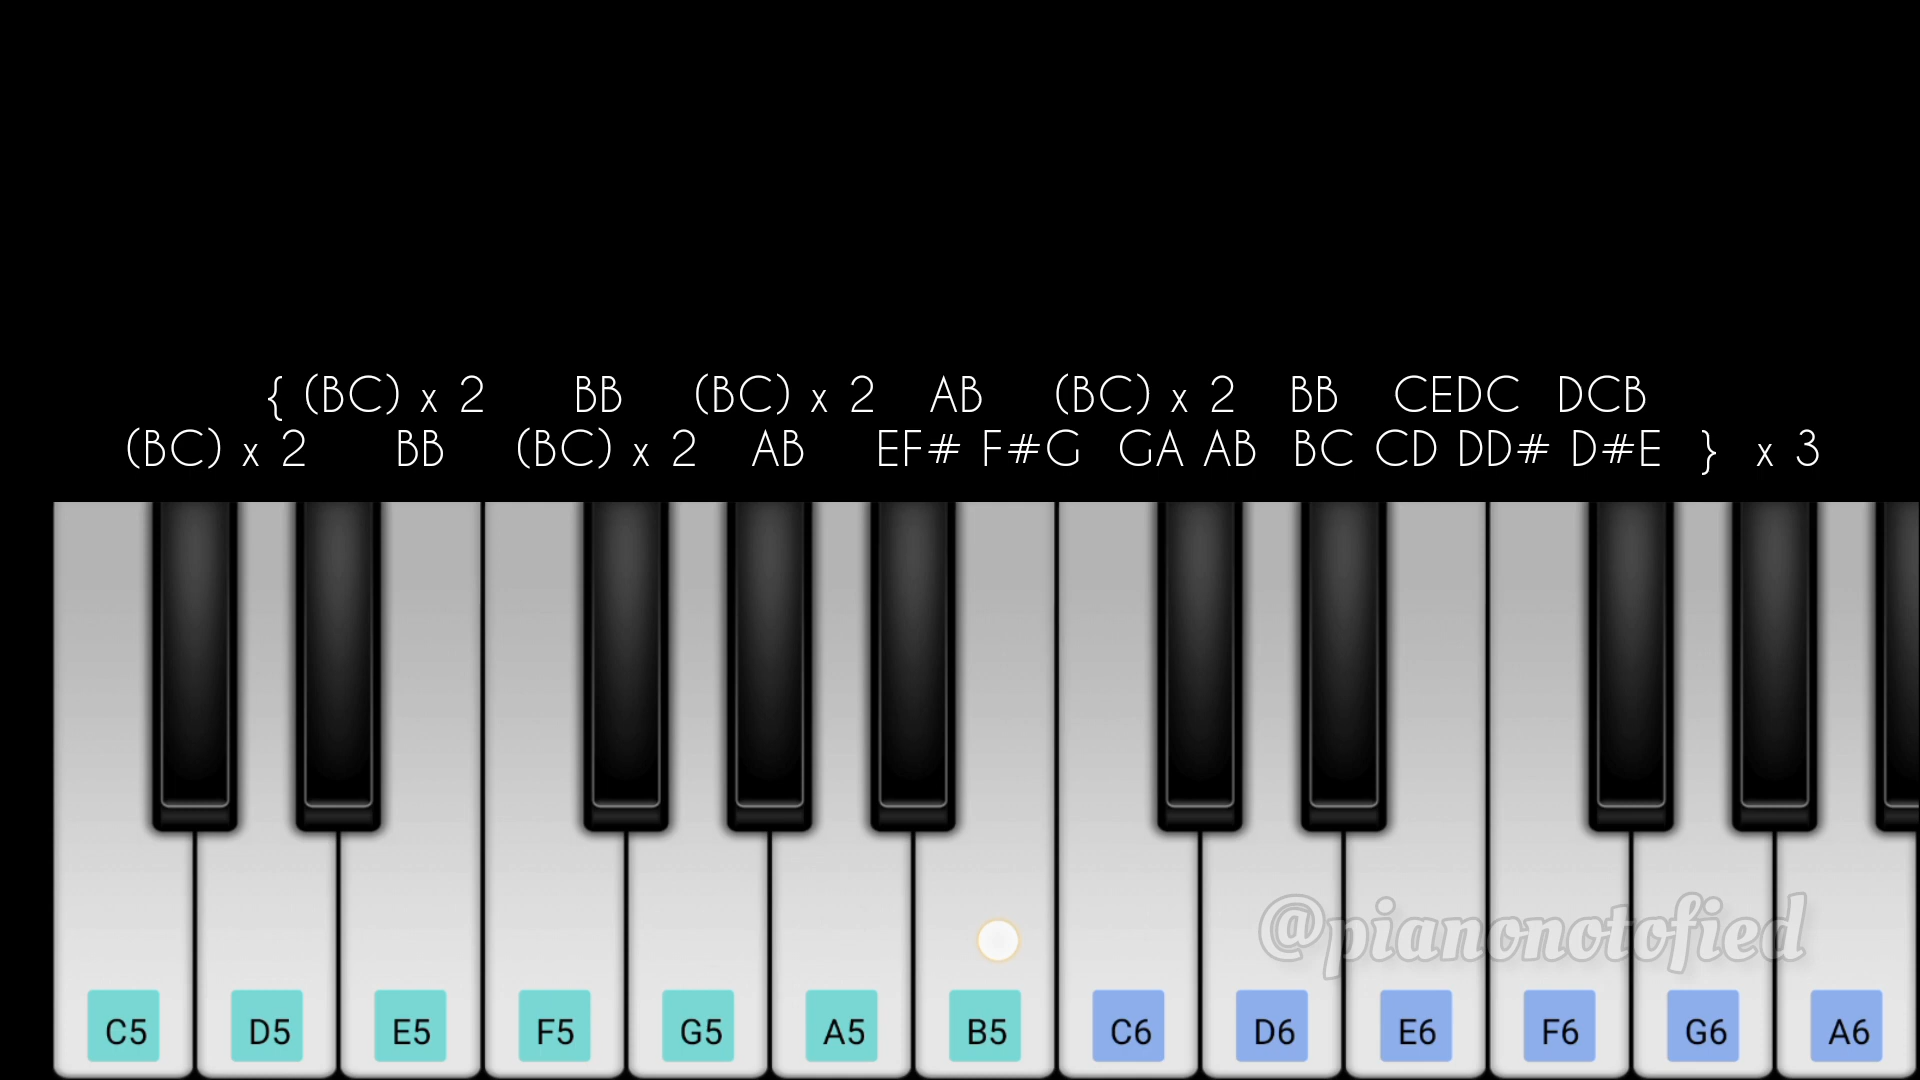 { (BC) x 2 BB (BC) x 2 AB (BC) x 2 BB CEDC DCB
(BC) x 2 BB (BC) x 2 AB EF# F#G GA AB BC CD DD# D#E } x 3
@pianonotofied
C5 D5 E5 F5 G5 A5 B5 C6 D6 E6 F6 G6 A6